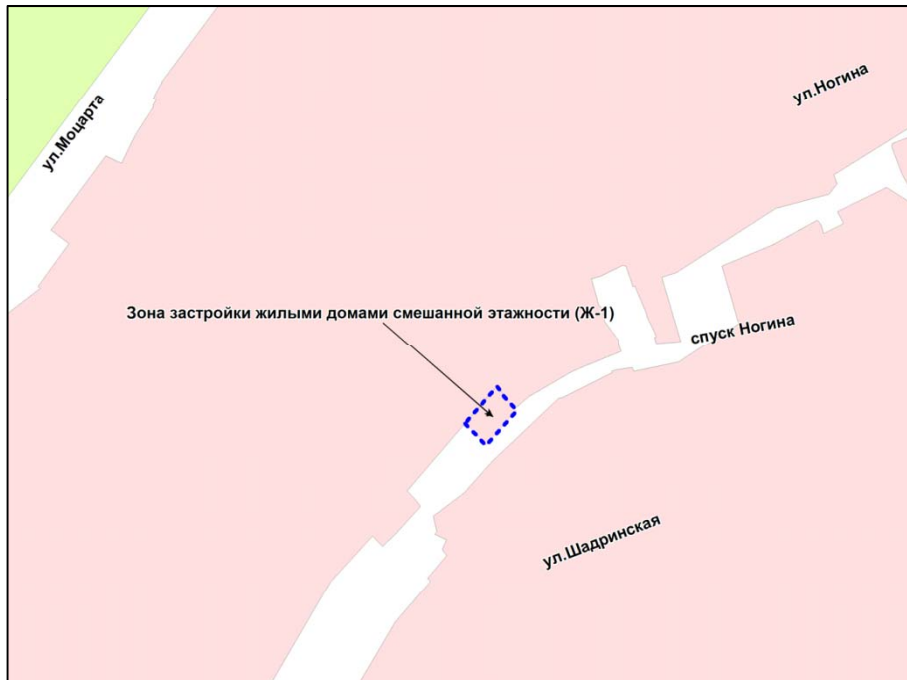 ул.Ногина
ул.Моцарта
Зона застройки жилыми домами смешанной этажности (Ж-1)
спуск Ногина
ул.Шадринская